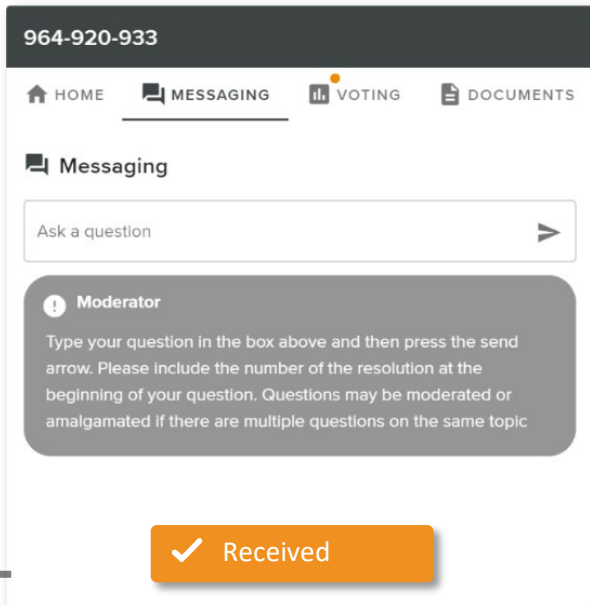 964-920-933
HOME MESSAGING VOTING DOCUMENTS
Messaging
Ask a question
Moderator
Type your question in the box above and then press the send
arrow. Please include the number of the resolution at the
beginning of your question. Questions may be moderated or
amalgamated if there are multiple questions on the same topic
Received